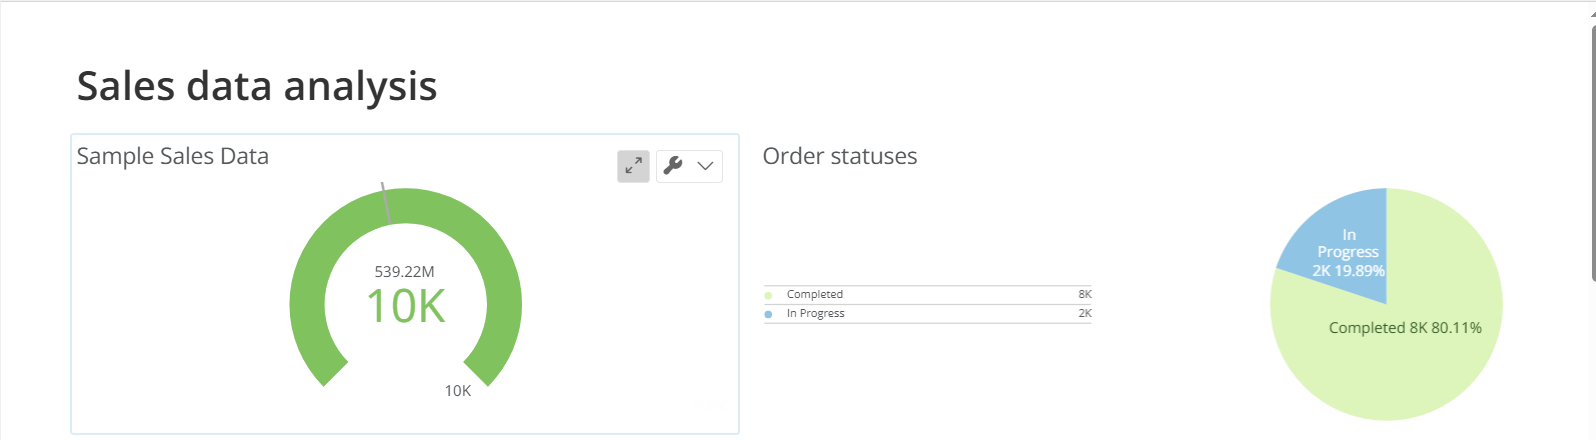 Sales data analysis
Sample Sales Data
539.22M
10K
10K
Order statuses
Completed 8K
In Progress 2K
In
Progress
2K 19.89%
Completed 8K 80.11%